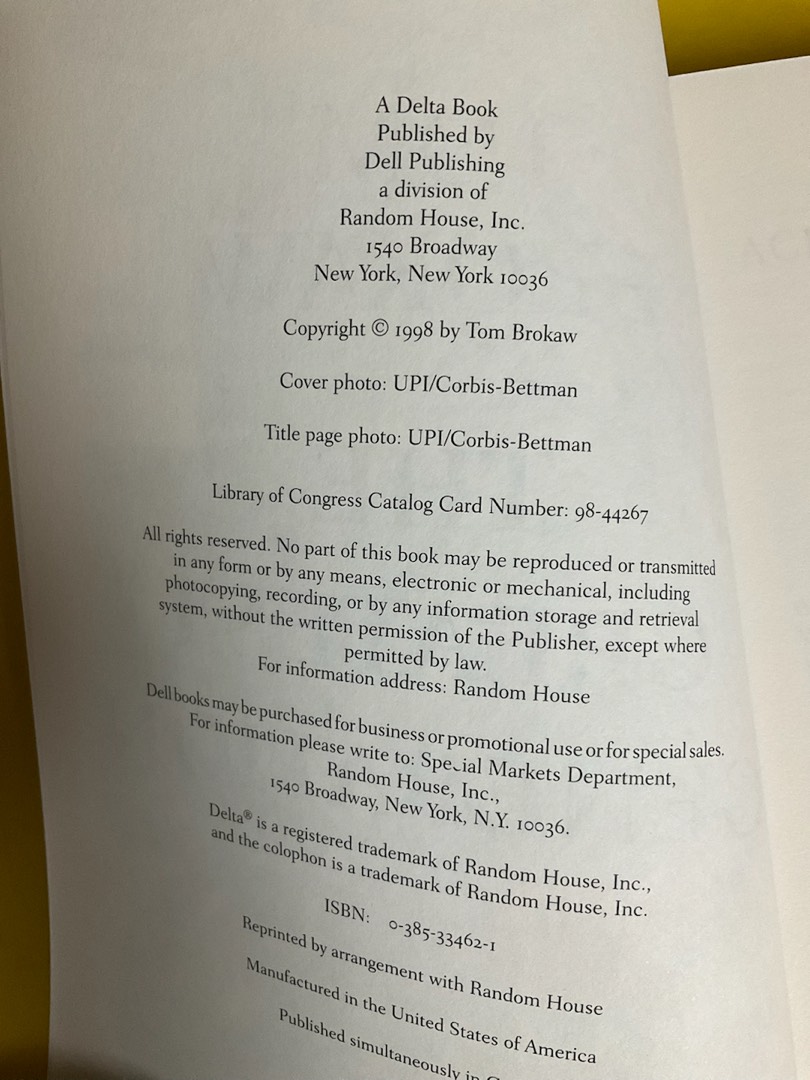 A Delta Book
Published by
Dell Publishing
a division of
Random House, Inc.
1540 Broadway
New York, New York 10036
Copyright © 1998 by Tom Brokaw
Cover photo: UPI/Corbis-Bettman
Title page photo: UPI/Corbis-Bettman
Library of Congress Catalog Card Number: 98-44267
All rights reserved. No part of this book may be reproduced or transmitted
in any form or by any means, electronic or mechanical, including
photocopying, recording, or by any information storage and retrieval
system, without the written permission of the Publisher, except where
permitted by law.
For information address: Random House
Dell books may be purchased for business or promotional use or for special sales.
For information please write to: Special Markets Department,
Random House, Inc.,
1540 Broadway, New York, N.Y. 10036.
Delta® is a registered trademark of Random House, Inc.,
and the colophon is a trademark of Random House, Inc.
ISBN: 0-385-33462-1
Reprinted by arrangement with Random House
Manufactured in the United States of America
Published simultaneously in